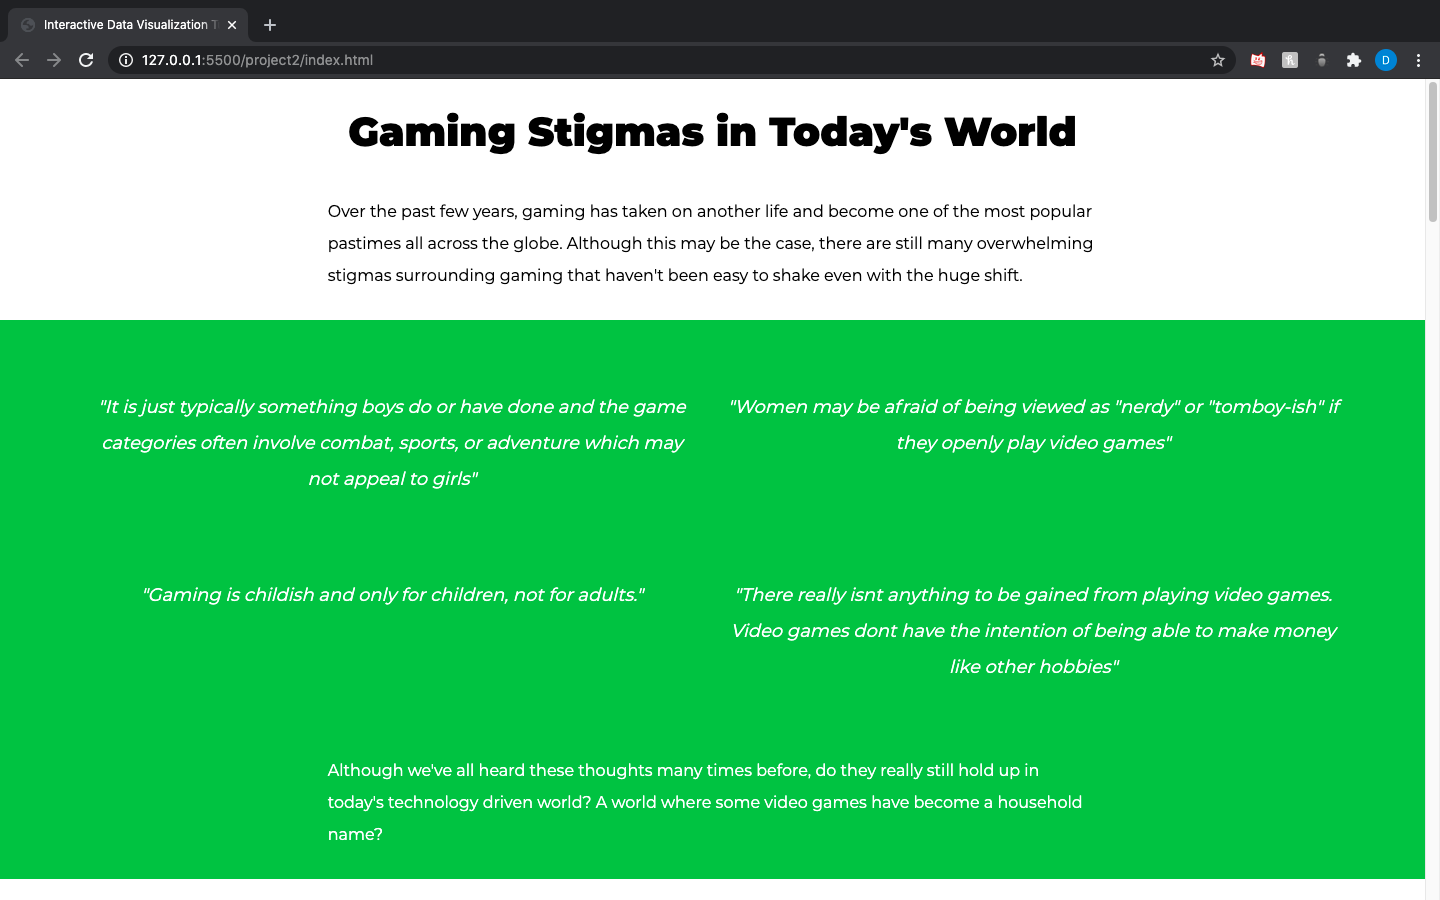 Interactive Data Visualization T
127.0.0.1:5500/project2/index.html
D
Gaming Stigmas in Today's World
Over the past few years, gaming has taken on another life and become one of the most popular
pastimes all across the globe. Although this may be the case, there are still many overwhelming
stigmas surrounding gaming that haven't been easy to shake even with the huge shift.
"It is just typically something boys do or have done and the game
categories often involve combat, sports, or adventure which may
not appeal to girls"
"Women may be afraid of being viewed as "nerdy" or "tomboy-ish" if
they openly play video games"
"Gaming is childish and only for children, not for adults."
"There really isnt anything to be gained from playing video games.
Video games dont have the intention of being able to make money
like other hobbies"
Although we've all heard these thoughts many times before, do they really still hold up in
today's technology driven world? A world where some video games have become a household
name?